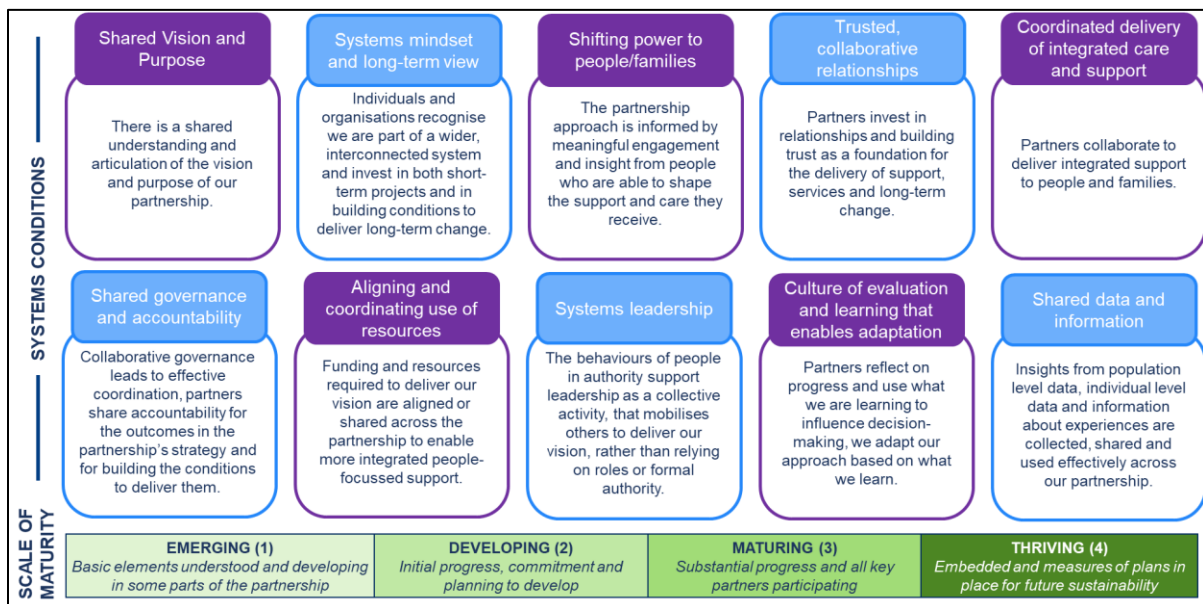 SYSTEMS CONDITIONS
Shared Vision and
Purpose
There is a shared
understanding and
articulation of the vision
and purpose of our
partnership.
Systems mindset
and long-term view
Individuals and
organisations recognise
we are part of a wider,
interconnected system
and invest in both short-
term projects and in
building conditions to
deliver long-term change.
Shifting power to
people/families
The partnership
approach is informed by
meaningful engagement
and insight from people
who are able to shape
the support and care they
receive.
Trusted,
collaborative
relationships
Partners invest in
relationships and building
trust as a foundation for
the delivery of support,
services and long-term
change.
Coordinated delivery
of integrated care
and support
Partners collaborate to
deliver integrated support
to people and families.
Shared governance
and accountability
Collaborative governance
leads to effective
coordination, partners
share accountability for
the outcomes in the
partnership's strategy and
for building the conditions
to deliver them.
Aligning and
coordinating use of
resources
Funding and resources
required to deliver our
vision are aligned or
shared across the
partnership to enable
more integrated people-
focussed support.
Systems leadership
The behaviours of people
in authority support
leadership as a collective
activity, that mobilises
others to deliver our
vision, rather than relying
on roles or formal
authority.
Culture of evaluation
and learning that
enables adaptation
Partners reflect on
progress and use what
we are learning to
influence decision-
making, we adapt our
approach based on what
we learn.
Shared data and
information
Insights from population
level data, individual level
data and information
about experiences are
collected, shared and
used effectively across
our partnership.
SCALE OF
MATURITY
EMERGING (1)
Basic elements understood and developing
in some parts of the partnership
DEVELOPING (2)
Initial progress, commitment and
planning to develop
MATURING (3)
Substantial progress and all key
partners participating
THRIVING (4)
Embedded and measures of plans in
place for future sustainability